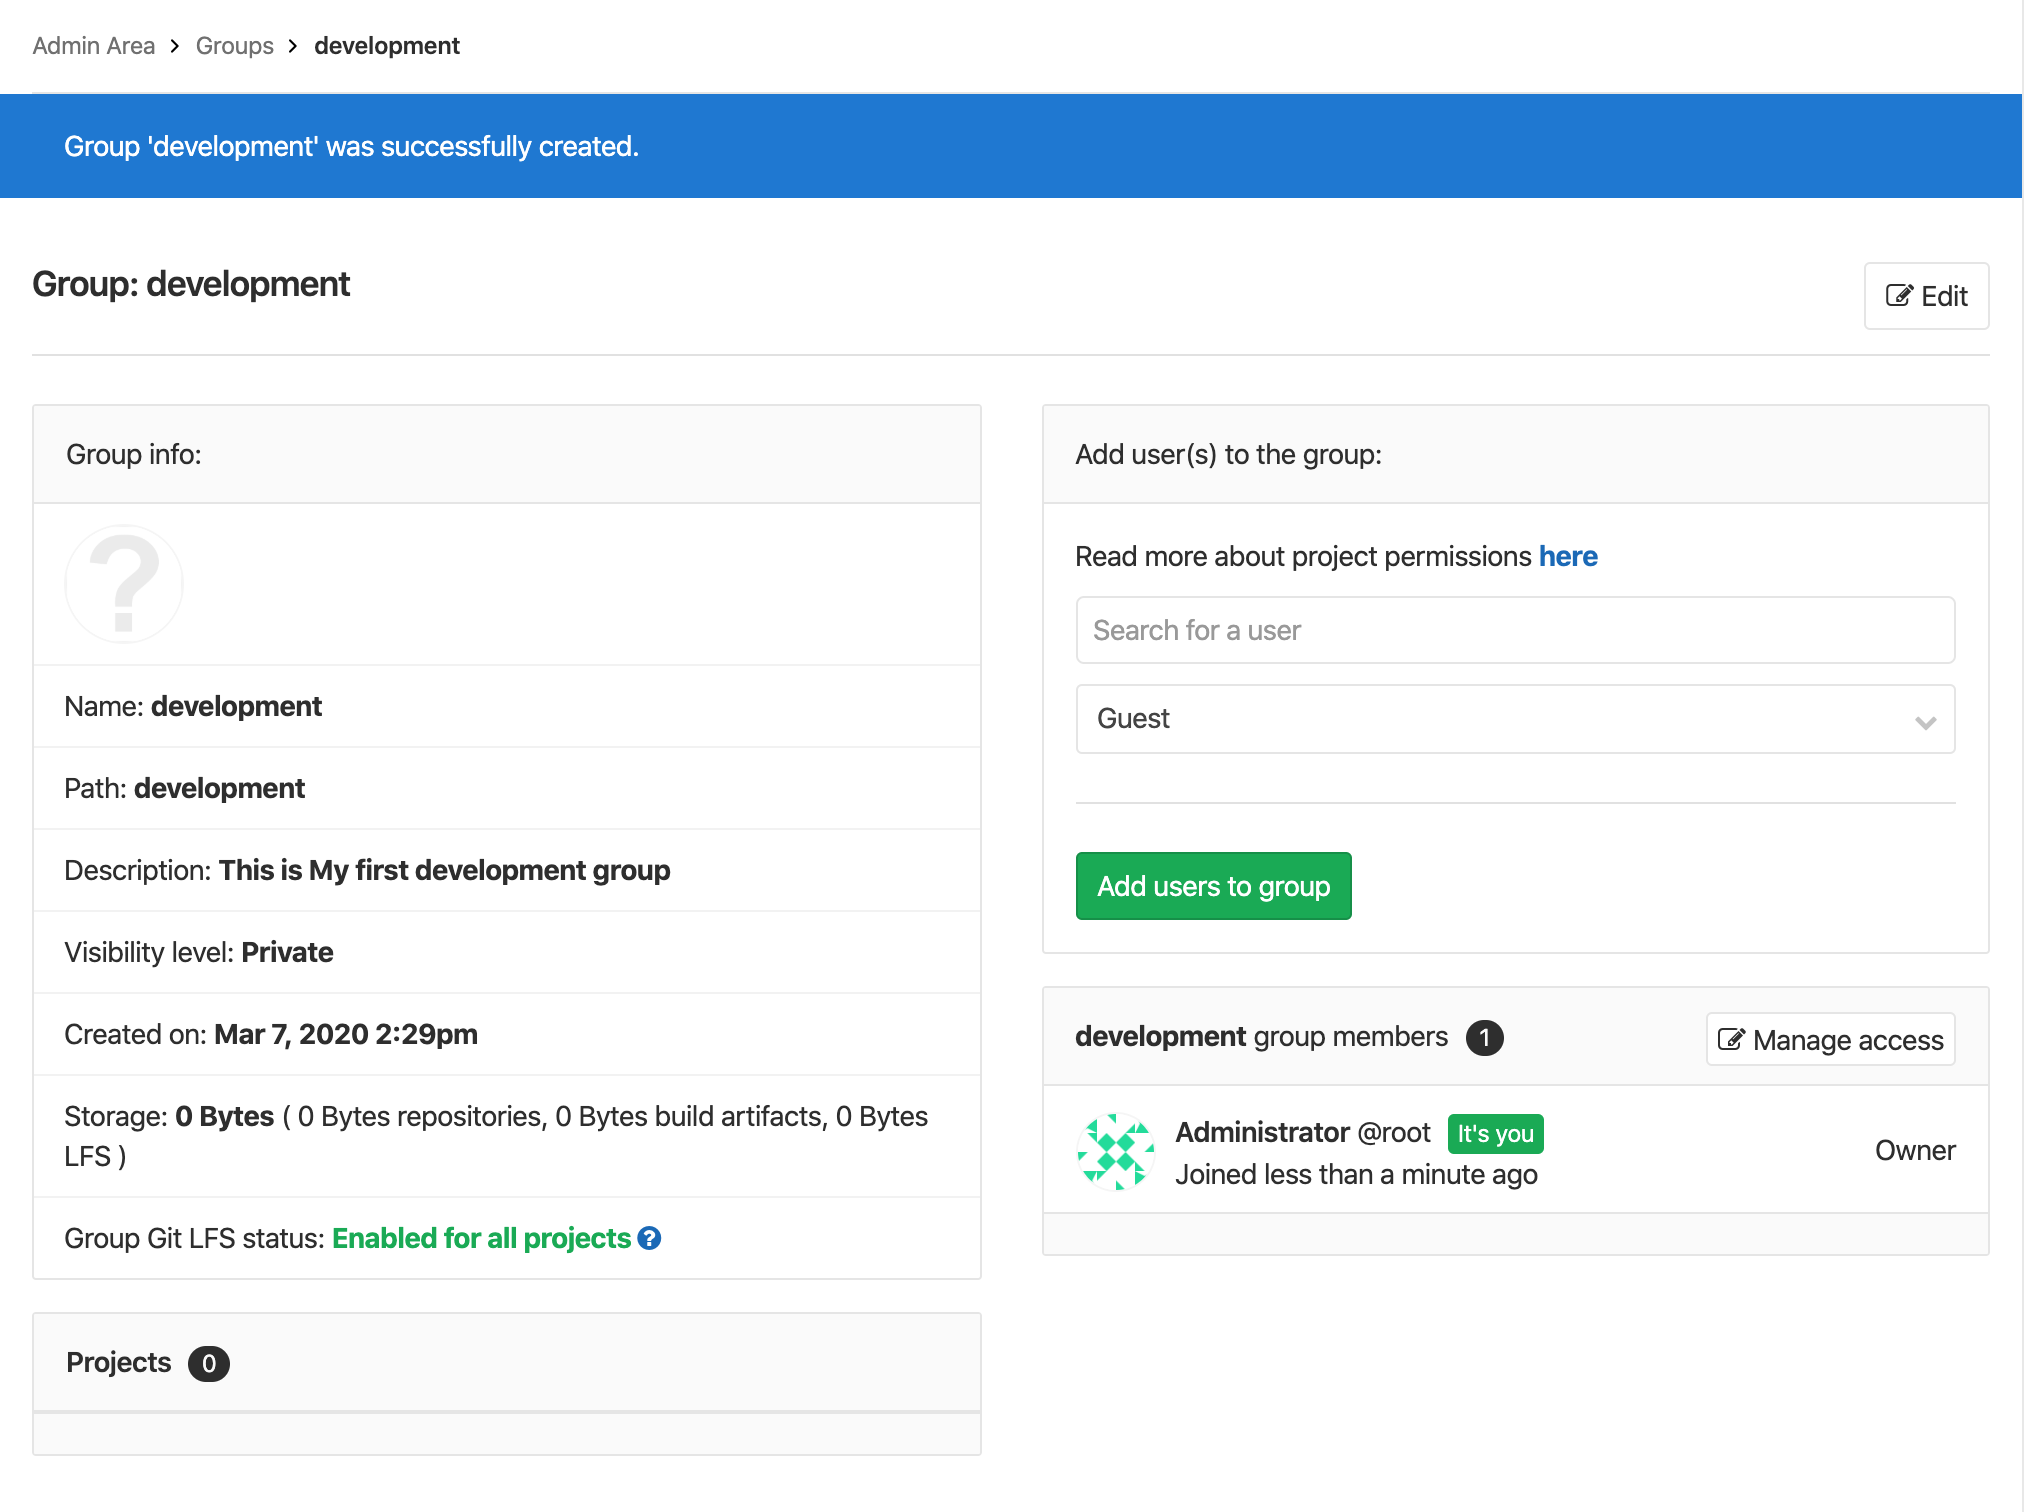 Admin Area > Groups > development
Group 'development' was successfully created.
Group: development
Edit
Group info:
?
Name: development
Path: development
Description: This is My first development group
Visibility level: Private
Created on: Mar 7, 2020 2:29pm
Storage: 0 Bytes ( 0 Bytes repositories, 0 Bytes build artifacts, 0 Bytes
LFS )
Group Git LFS status: Enabled for all projects ?
Projects 0
Add user(s) to the group:
Read more about project permissions here
Search for a user
Guest
Add users to group
development group members 1
Manage access
Administrator @root It's you
Joined less than a minute ago
Owner